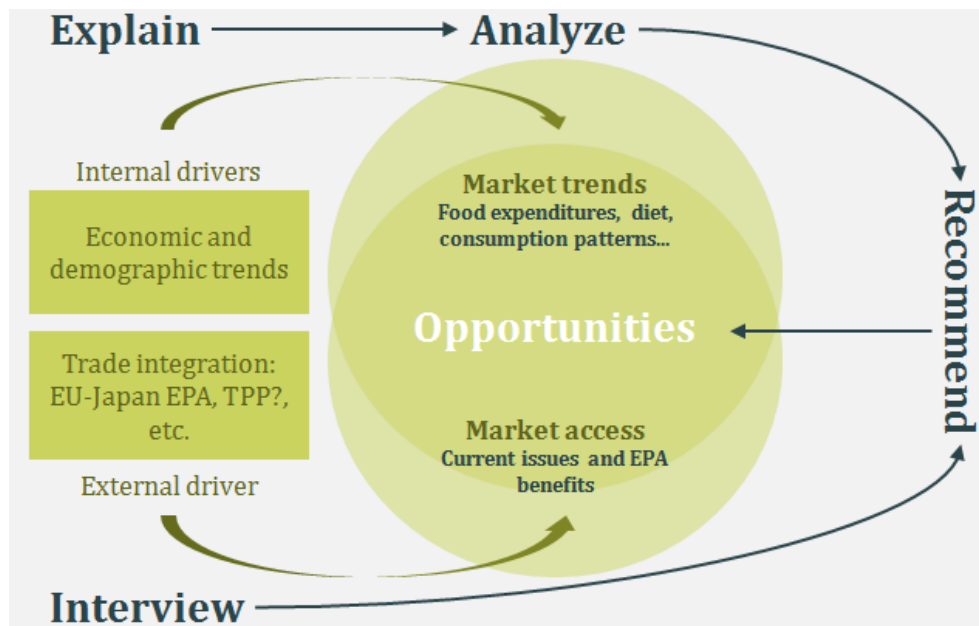 Explain
Analyze
Internal drivers
Economic and
demographic trends
Trade integration:
EU-Japan EPA, TPP?,
etc.
External driver
Market trends
Food expenditures, diet,
consumption patterns...
Opportunities
Market access
Current issues and EPA
benefits
Recommend
Interview